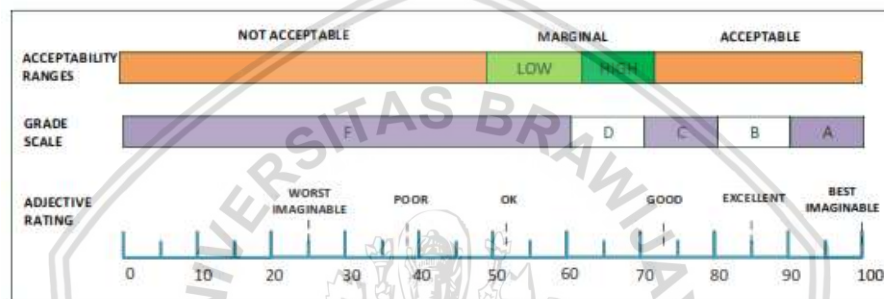 NOT ACCEPTABLE MARGINAL ACCEPTABLE
ACCEPTABILITY
RANGES
LOW HIGH
GRADE
SCALE
F D C B A
ADJECTIVE
RATING
WORST
IMAGINABLE
POOR OK GOOD EXCELLENT
BEST
IMAGINABLE
0 10 20 30 40 50 60 70 80 90 100
UNIVERSITAS BRAWIJAYA